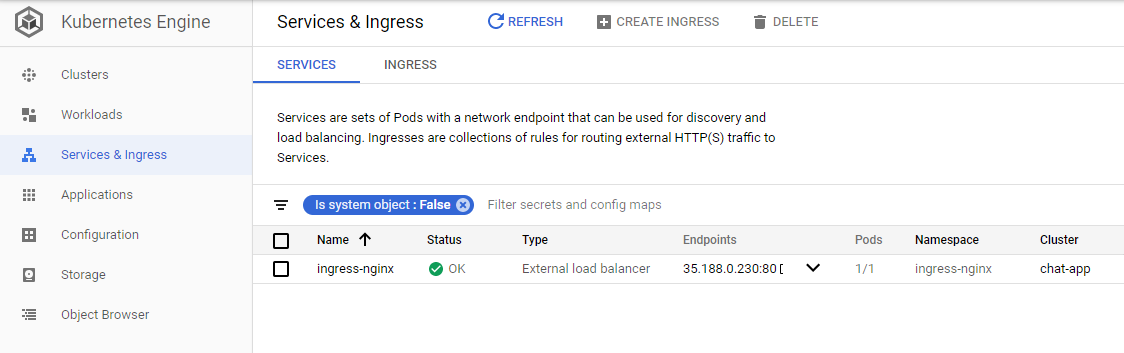 Kubernetes Engine
Services & Ingress
REFRESH
CREATE INGRESS
DELETE
Clusters
Workloads
Services & Ingress
Applications
Configuration
Storage
Object Browser
SERVICES
INGRESS
Services are sets of Pods with a network endpoint that can be used for discovery and
load balancing. Ingresses are collections of rules for routing external HTTP(S) traffic to
Services.
Is system object : False
Filter secrets and config maps
Name Status Type Endpoints Pods Namespace Cluster
ingress-nginx OK External load balancer 35.188.0.230:80 1/1 ingress-nginx chat-app